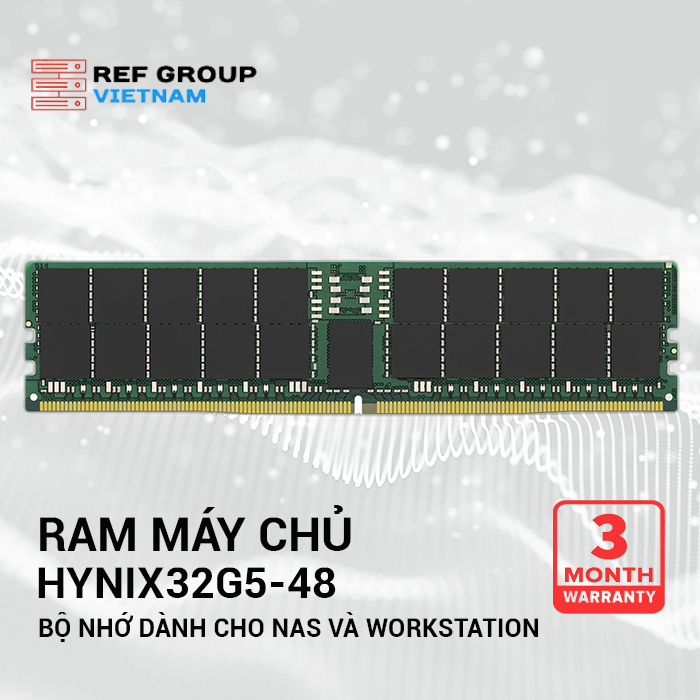 REF GROUP
VIETNAM
RAM MÁY CHỦ
HYNIX32G5-48
BỘ NHỚ DÀNH CHO NAS VÀ WORKSTATION
3
MONTH
WARRANTY